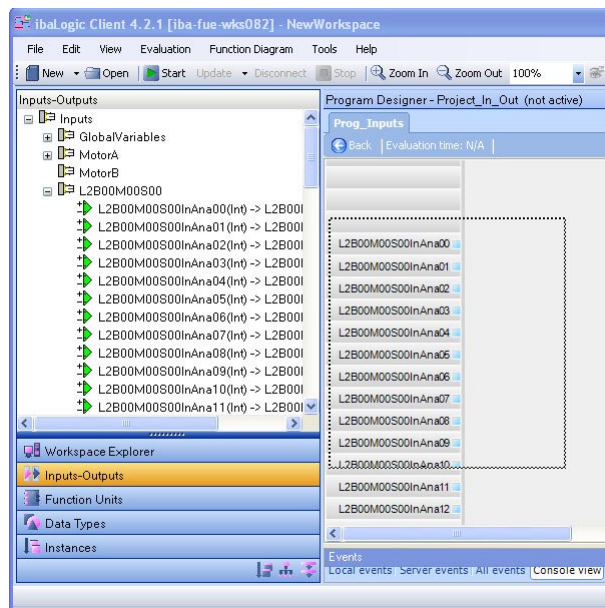 ibaLogic Client 4.2.1 [iba-fue-wks082] - NewWorkspace
File Edit View Evaluation Function Diagram Tools Help
New Open Start Update Disconnect Stop Zoom In Zoom Out 100%
Inputs-Outputs
Inputs
GlobalVariables
MotorA
MotorB
L2B00M00S00
L2B00M00S00InAna00(Int) -> L2B00I
L2B00M00S00InAna01(Int) -> L2B00I
L2B00M00S00InAna02(Int) -> L2B00I
L2B00M00S00InAna03(Int) -> L2B00I
L2B00M00S00InAna04(Int) -> L2B00I
L2B00M00S00InAna05(Int) -> L2B00I
L2B00M00S00InAna06(Int) -> L2B00I
L2B00M00S00InAna07(Int) -> L2B00I
L2B00M00S00InAna08(Int) -> L2B00I
L2B00M00S00InAna09(Int) -> L2B00I
L2B00M00S00InAna10(Int) -> L2B00I
L2B00M00S00InAna11(Int) -> L2B00I
Workspace Explorer
Inputs-Outputs
Function Units
Data Types
Instances
Program Designer - Project_In_Out (not active)
Prog_Inputs
Back Evaluation time: N/A
L2B00M00S00InAna00
L2B00M00S00InAna01
L2B00M00S00InAna02
L2B00M00S00InAna03
L2B00M00S00InAna04
L2B00M00S00InAna05
L2B00M00S00InAna06
L2B00M00S00InAna07
L2B00M00S00InAna08
L2B00M00S00InAna09
L2B00M00S00InAna10
L2B00M00S00InAna11
L2B00M00S00InAna12
Events
Local events Server events All events Console view